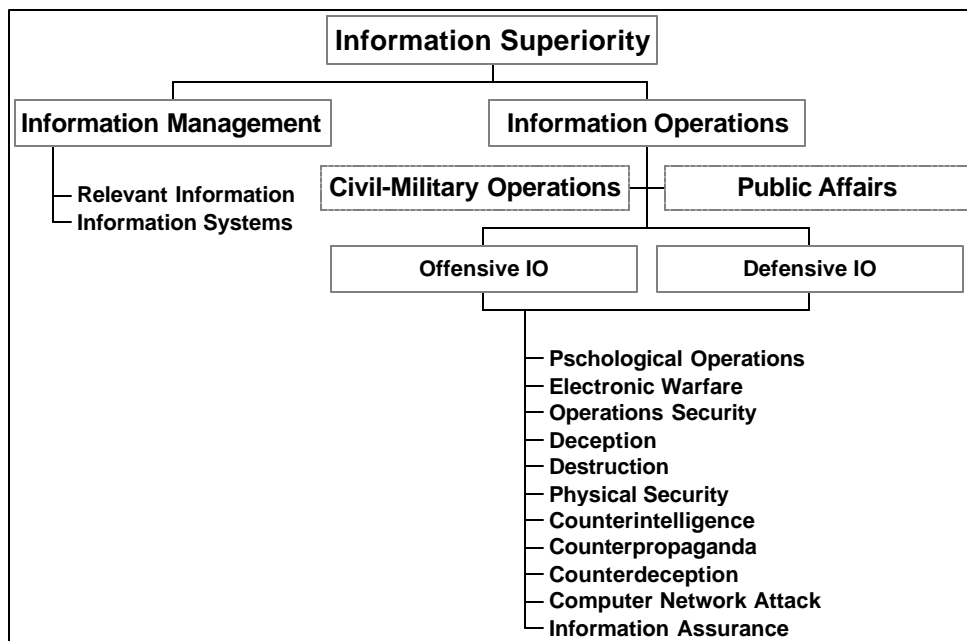 Information Superiority
Information Management
Information Operations
Relevant Information
Information Systems
Civil-Military Operations
Public Affairs
Offensive IO
Defensive IO
Pschological Operations
Electronic Warfare
Operations Security
Deception
Destruction
Physical Security
Counterintelligence
Counterpropaganda
Counterdeception
Computer Network Attack
Information Assurance